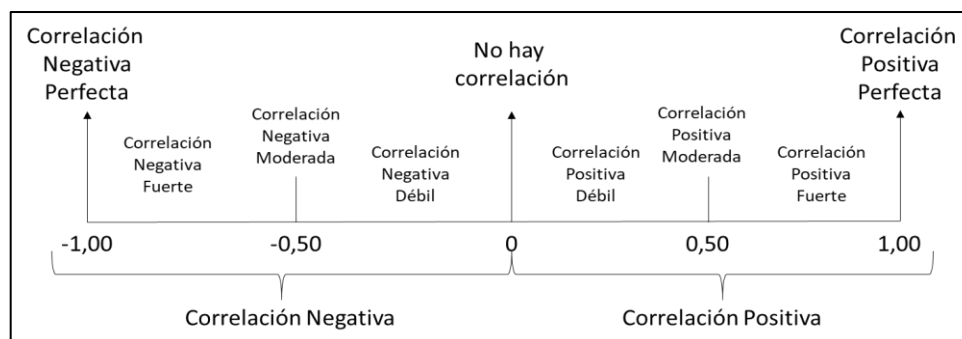 Correlación
Negativa
Perfecta
No hay
correlación
Correlación
Positiva
Perfecta
Correlación
Negativa
Fuerte
Correlación
Negativa
Moderada
Correlación
Negativa
Débil
Correlación
Positiva
Débil
Correlación
Positiva
Moderada
Correlación
Positiva
Fuerte
-1,00
-0,50
0
0,50
1,00
Correlación Negativa
Correlación Positiva